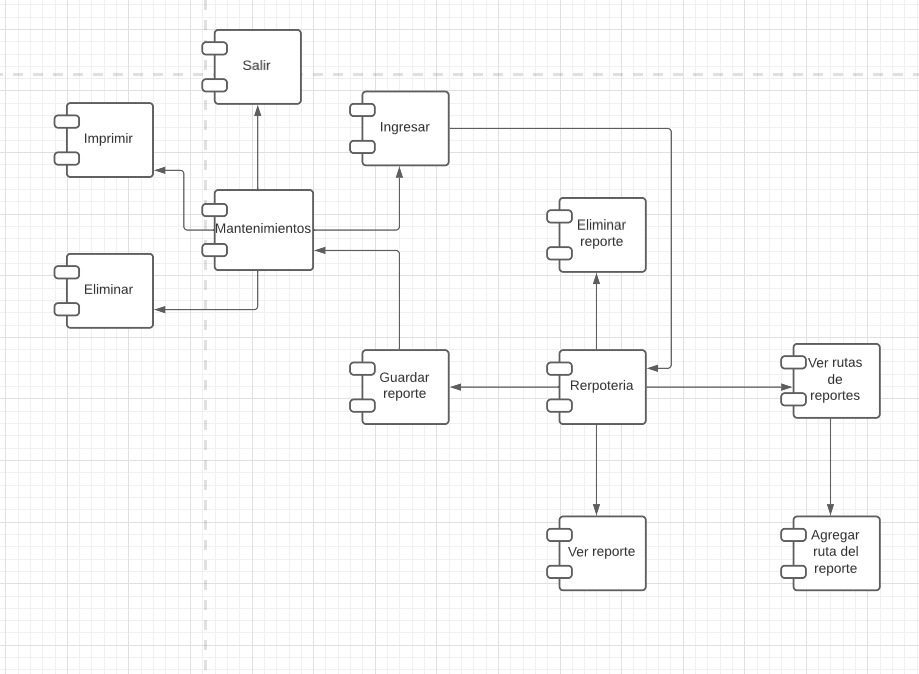 Salir
Ingresar
Imprimir
Mantenimientos
Eliminar
reporte
Eliminar
Guardar
reporte
Rerpoteria
Ver rutas
de
reportes
Ver reporte
Agregar
ruta del
reporte